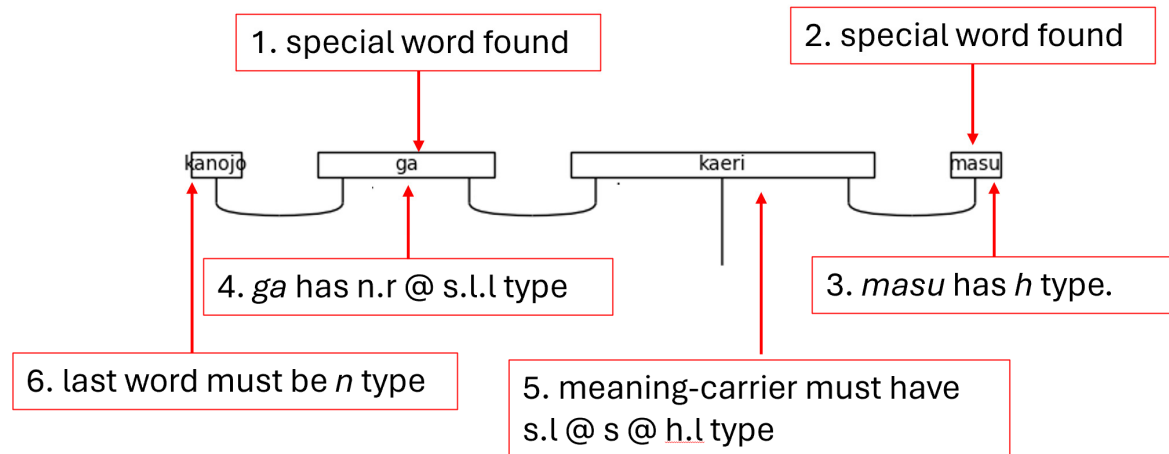 1. special word found
2. special word found
kanojo
ga
kaeri
masu
4. ga has n.r @ s.l.l type
3. masu has h type.
6. last word must be n type
5. meaning-carrier must have
s.l @ s @ h.l type